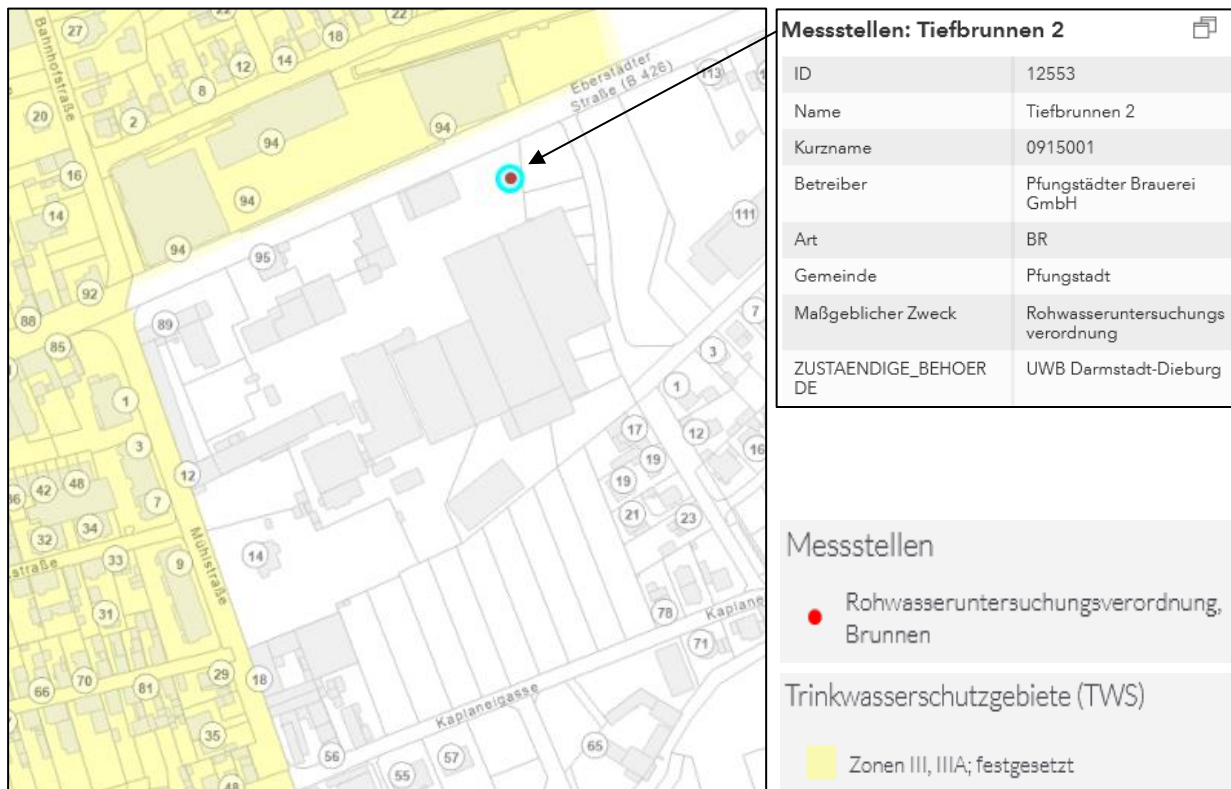 Bahnhofstraße
27
22
22
18
14
12
8
2
20
16
14
94
94
94
94
Eberstädter
Straße (B 426)
113
111
95
92
88
89
85
1
3
7
12
42
48
32
34
33
9
Mühlstraße
31
66
70
81
29
18
35
48
14
56
55
57
Kaplaneigasse
65
71
78
23
21
19
19
17
12
16
1
3
7
Messstellen: Tiefbrunnen 2
ID 12553
Name Tiefbrunnen 2
Kurzname 0915001
Betreiber Pfungstädter Brauerei
GmbH
Art BR
Gemeinde Pfungstadt
Maßgeblicher Zweck Rohwasseruntersuchungs
verordnung
ZUSTAENDIGE_BEHOER
DE UWB Darmstadt-Dieburg
Messstellen
Rohwasseruntersuchungsverordnung,
Brunnen
Trinkwasserschutzgebiete (TWS)
Zonen III, IIIA; festgesetzt